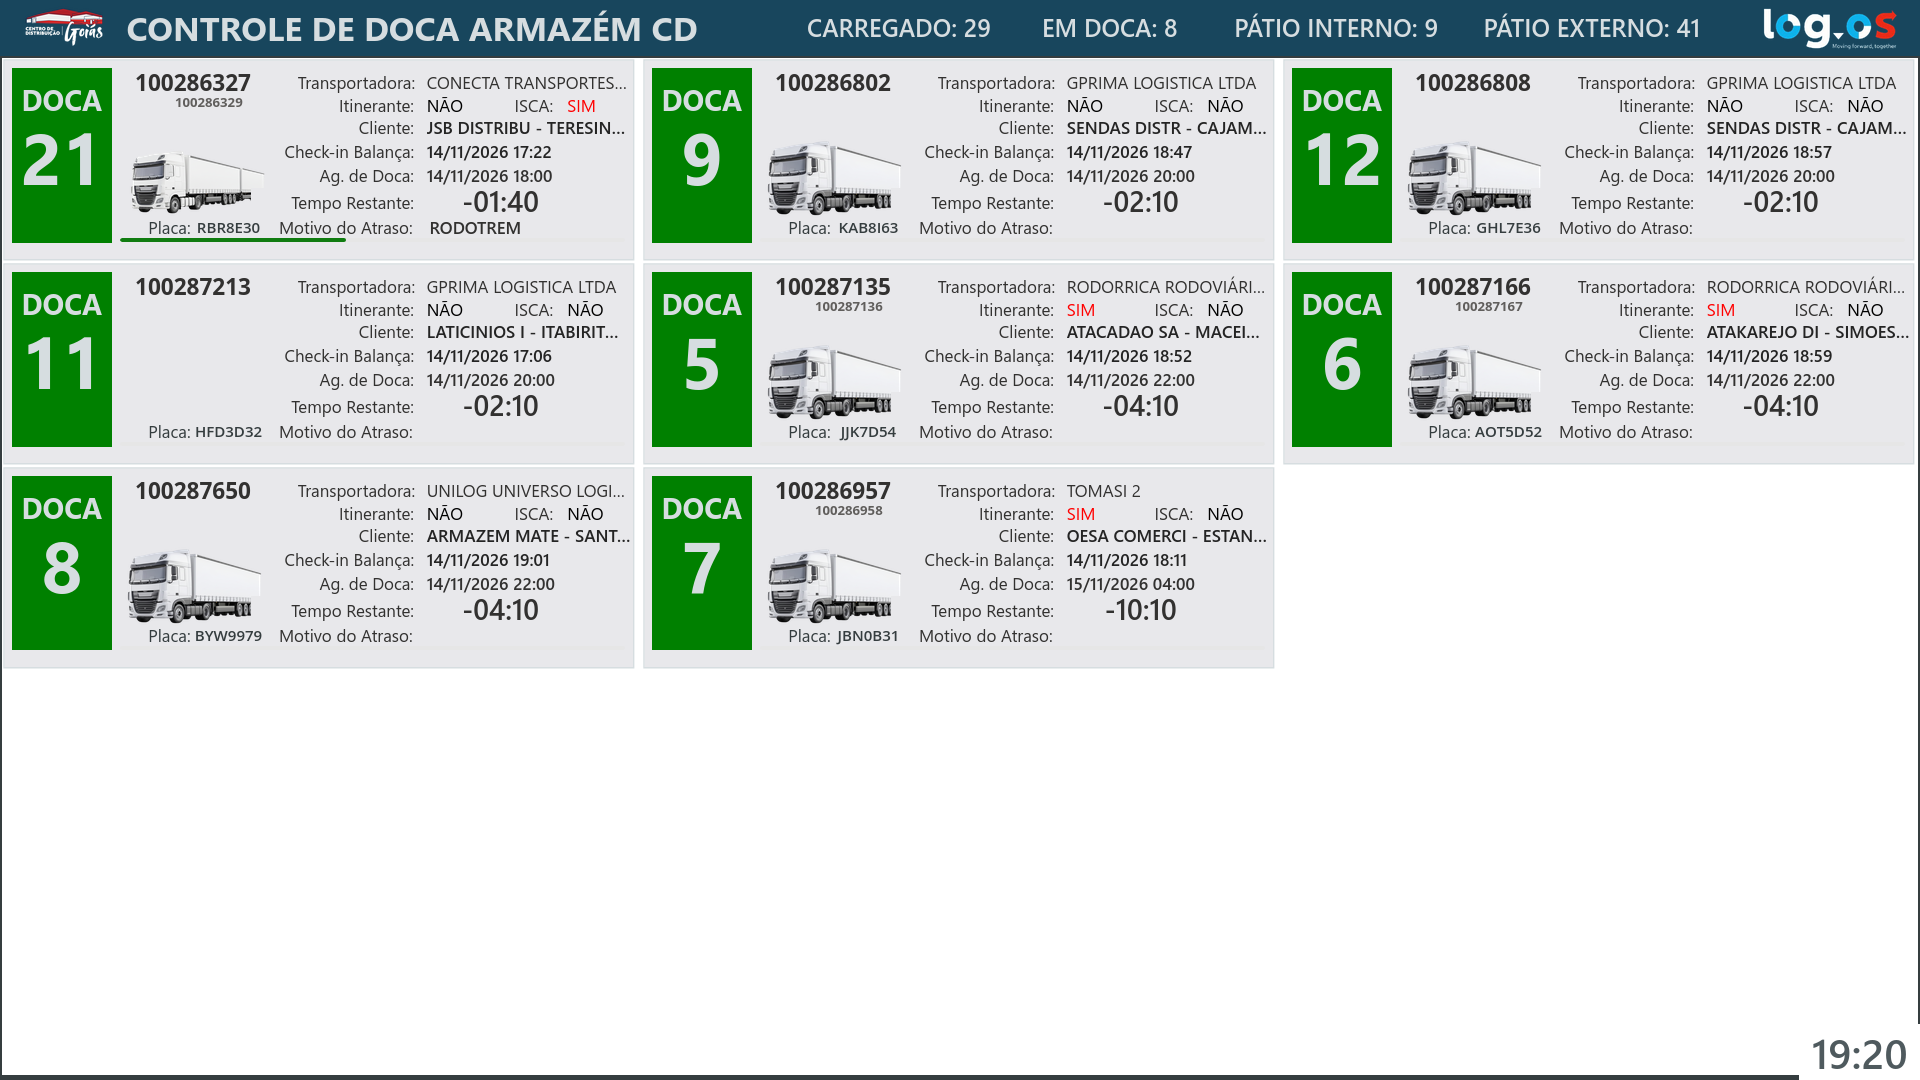 CENTRO DE
DISTRIBUIÇÃO
Goiás
CONTROLE DE DOCA ARMAZÉM CD
CARREGADO: 29
EM DOCA: 8
PÁTIO INTERNO: 9
PÁTIO EXTERNO: 41
log.os
Moving forward, together
DOCA
21
100286327
100286329
Placa: RBR8E30
Transportadora: CONECTA TRANSPORTES...
Itinerante: NÃO ISCA: SIM
Cliente: JSB DISTRIBU - TERESIN...
Check-in Balança: 14/11/2026 17:22
Ag. de Doca: 14/11/2026 18:00
Tempo Restante: -01:40
Motivo do Atraso: RODOTREM
DOCA
9
100286802
Placa: KAB8I63
Transportadora: GPRIMA LOGISTICA LTDA
Itinerante: NÃO ISCA: NÃO
Cliente: SENDAS DISTR - CAJAM...
Check-in Balança: 14/11/2026 18:47
Ag. de Doca: 14/11/2026 20:00
Tempo Restante: -02:10
Motivo do Atraso:
DOCA
12
100286808
Placa: GHL7E36
Transportadora: GPRIMA LOGISTICA LTDA
Itinerante: NÃO ISCA: NÃO
Cliente: SENDAS DISTR - CAJAM...
Check-in Balança: 14/11/2026 18:57
Ag. de Doca: 14/11/2026 20:00
Tempo Restante: -02:10
Motivo do Atraso:
DOCA
11
100287213
Placa: HFD3D32
Transportadora: GPRIMA LOGISTICA LTDA
Itinerante: NÃO ISCA: NÃO
Cliente: LATICINIOS I - ITABIRIT...
Check-in Balança: 14/11/2026 17:06
Ag. de Doca: 14/11/2026 20:00
Tempo Restante: -02:10
Motivo do Atraso:
DOCA
5
100287135
100287136
Placa: JJK7D54
Transportadora: RODORRICA RODOVIÁRI...
Itinerante: SIM ISCA: NÃO
Cliente: ATACADAO SA - MACEI...
Check-in Balança: 14/11/2026 18:52
Ag. de Doca: 14/11/2026 22:00
Tempo Restante: -04:10
Motivo do Atraso:
DOCA
6
100287166
100287167
Placa: AOT5D52
Transportadora: RODORRICA RODOVIÁRI...
Itinerante: SIM ISCA: NÃO
Cliente: ATAKAREJO DI - SIMOES...
Check-in Balança: 14/11/2026 18:59
Ag. de Doca: 14/11/2026 22:00
Tempo Restante: -04:10
Motivo do Atraso:
DOCA
8
100287650
Placa: BYW9979
Transportadora: UNILOG UNIVERSO LOGI...
Itinerante: NÃO ISCA: NÃO
Cliente: ARMAZEM MATE - SANT...
Check-in Balança: 14/11/2026 19:01
Ag. de Doca: 14/11/2026 22:00
Tempo Restante: -04:10
Motivo do Atraso:
DOCA
7
100286957
100286958
Placa: JBN0B31
Transportadora: TOMASI 2
Itinerante: SIM ISCA: NÃO
Cliente: OESA COMERCI - ESTAN...
Check-in Balança: 14/11/2026 18:11
Ag. de Doca: 15/11/2026 04:00
Tempo Restante: -10:10
Motivo do Atraso:
19:20